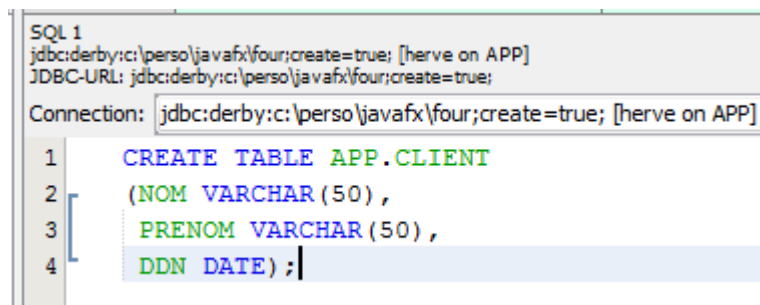 SQL 1
jdbc:derby:c:\perso\javafx\four;create=true; [herve on APP]
JDBC-URL: jdbc:derby:c:\perso\javafx\four;create=true;
Connection: jdbc:derby:c:\perso\javafx\four;create=true; [herve on APP]
1 CREATE TABLE APP.CLIENT
2 (NOM VARCHAR(50),
3 PRENOM VARCHAR(50),
4 DDN DATE);